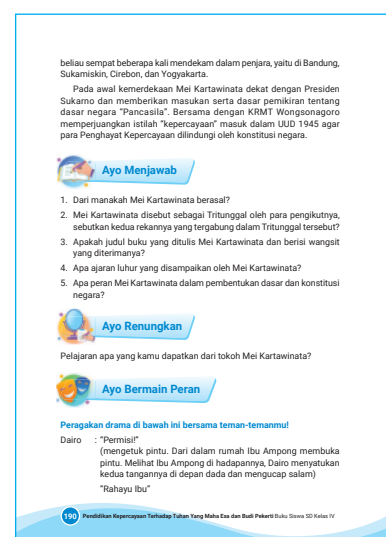 beliau sempat beberapa kali mendekam dalam penjara, yaitu di Bandung,
Sukamiskin, Cirebon, dan Yogyakarta.
Pada awal kemerdekaan Mei Kartawinata dekat dengan Presiden
Sukarno dan memberikan masukan serta dasar pemikiran tentang
dasar negara "Pancasila". Bersama dengan KRMT Wongsonagoro
memperjuangkan istilah "kepercayaan" masuk dalam UUD 1945 agar
para Penghayat Kepercayaan dilindungi oleh konstitusi negara.
Ayo Menjawab
1. Dari manakah Mei Kartawinata berasal?
2. Mei Kartawinata disebut sebagai Tritunggal oleh para pengikutnya,
sebutkan kedua rekannya yang tergabung dalam Tritunggal tersebut?
3. Apakah judul buku yang ditulis Mei Kartawinata dan berisi wangsit
yang diterimanya?
4. Apa ajaran luhur yang disampaikan oleh Mei Kartawinata?
5. Apa peran Mei Kartawinata dalam pembentukan dasar dan konstitusi
negara?
Ayo Renungkan
Pelajaran apa yang kamu dapatkan dari tokoh Mei Kartawinata?
Ayo Bermain Peran
Peragakan drama di bawah ini bersama teman-temanmu!
Dairo : "Permisi!"
(mengetuk pintu. Dari dalam rumah Ibu Ampong membuka
pintu. Melihat Ibu Ampong di hadapannya, Dairo menyatukan
kedua tangannya di depan dada dan mengucap salam)
"Rahayu Ibu"
190 Pendidikan Kepercayaan Terhadap Tuhan Yang Maha Esa dan Budi Pekerti Buku Siswa SD Kelas IV